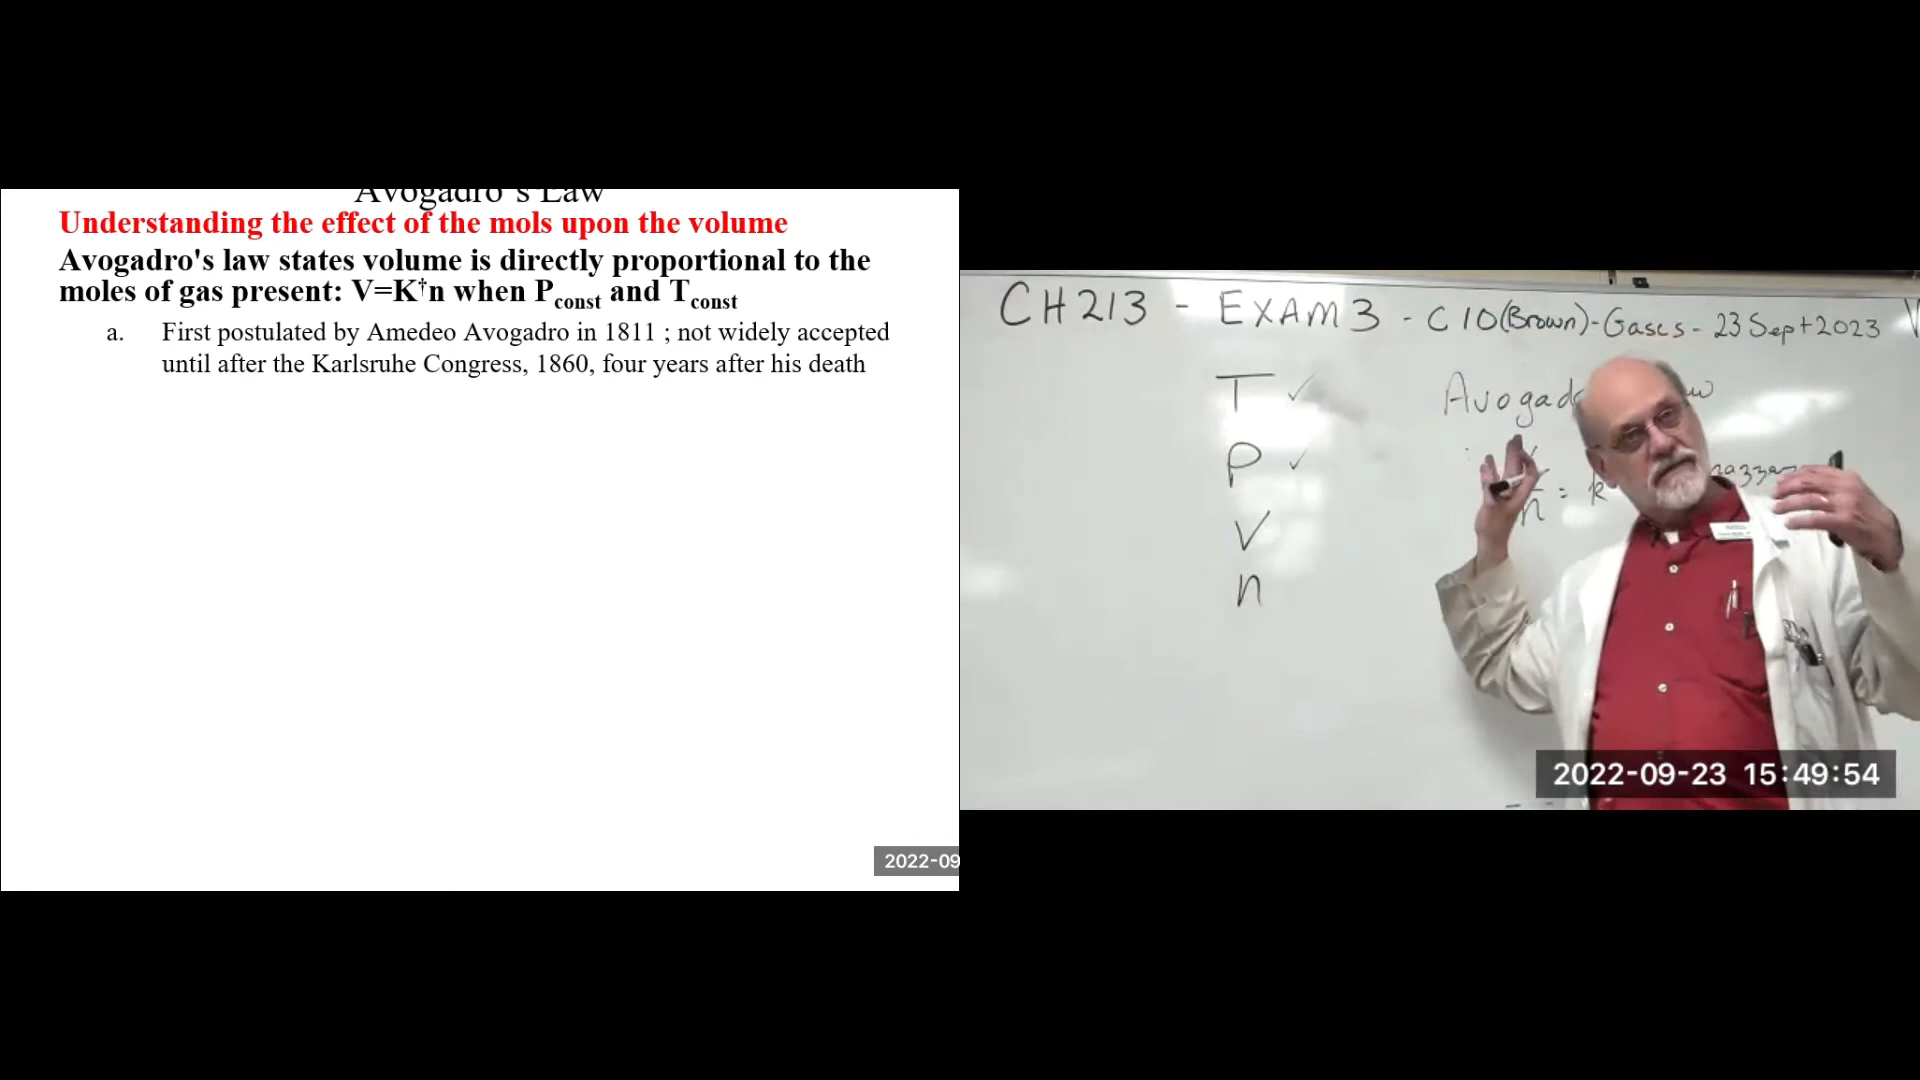 Avogadro's Law
Understanding the effect of the mols upon the volume
Avogadro's law states volume is directly proportional to the
moles of gas present: V=K†n when Pconst and Tconst
a. First postulated by Amedeo Avogadro in 1811 ; not widely accepted
until after the Karlsruhe Congress, 1860, four years after his death
2022-09
CH213 - EXAM 3 - C10(Brown)-Gases - 23 Sept 2023
T ✓
P ✓
V
n
n = k
2022-09-23 15:49:54